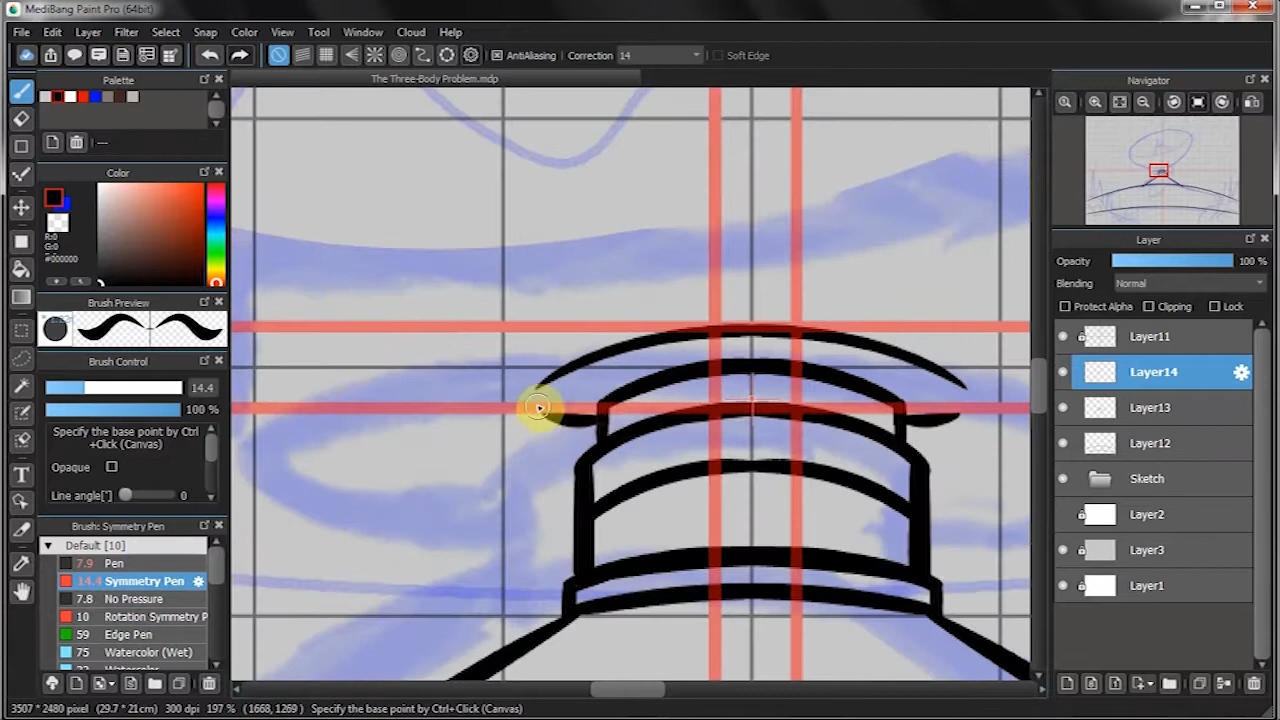 MediBang Paint Pro (64bit)
File Edit Layer Filter Select Snap Color View Tool Window Cloud Help
AntiAliasing Correction 14 Soft Edge
Palette
The Three-Body Problem.mdp
Navigator
---
Color
R:0
G:0
#000000
Layer
Opacity 100 %
Blending Normal
Protect Alpha Clipping Lock
Brush Preview
Brush Control
14.4
100 %
Specify the base point by Ctrl
+Click (Canvas)
Opaque
Line angle[°] 0
Brush: Symmetry Pen
Default [10]
7.9 Pen
14.4 Symmetry Pen
7.8 No Pressure
10 Rotation Symmetry P
59 Edge Pen
75 Watercolor (Wet)
Layer11
Layer14
Layer13
Layer12
Sketch
Layer2
Layer3
Layer1
3507 * 2480 pixel (29.7 * 21cm) 300 dpi 197 % (1668, 1269) Specify the base point by Ctrl+Click (Canvas)